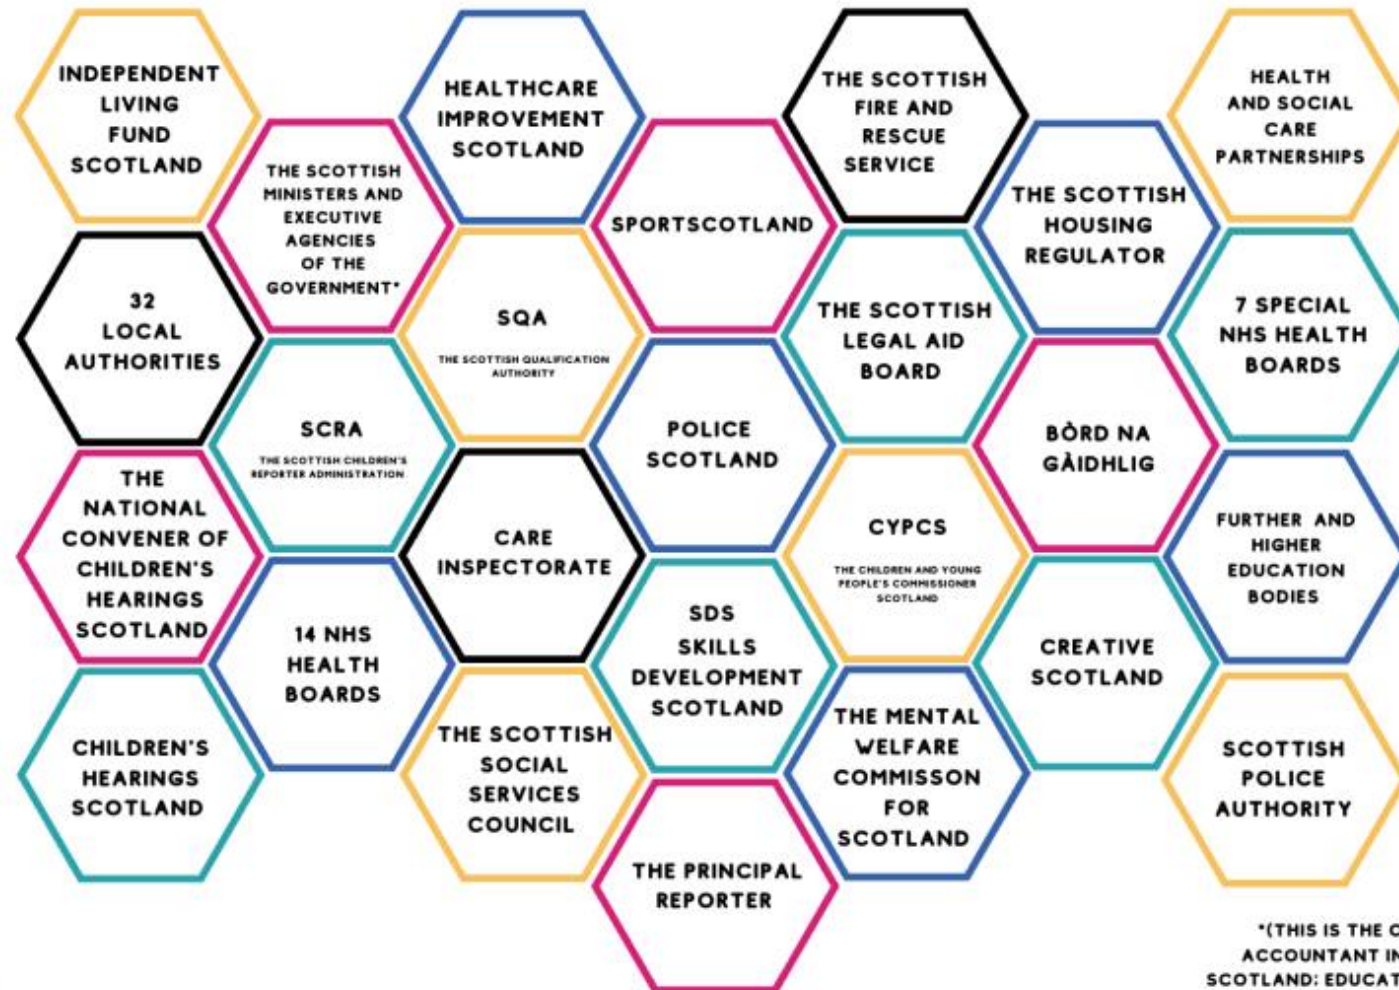 INDEPENDENT
LIVING
FUND
SCOTLAND
32
LOCAL
AUTHORITIES
THE
NATIONAL
CONVENER OF
CHILDREN'S
HEARINGS
SCOTLAND
CHILDREN'S
HEARINGS
SCOTLAND
THE SCOTTISH
MINISTERS AND
EXECUTIVE
AGENCIES
OF THE
GOVERNMENT*
SCRA
THE SCOTTISH CHILDREN'S
REPORTER ADMINISTRATION
14 NHS
HEALTH
BOARDS
HEALTHCARE
IMPROVEMENT
SCOTLAND
SQA
THE SCOTTISH QUALIFICATION
AUTHORITY
CARE
INSPECTORATE
THE SCOTTISH
SOCIAL
SERVICES
COUNCIL
SPORTSCOTLAND
POLICE
SCOTLAND
SDS
SKILLS
DEVELOPMENT
SCOTLAND
THE PRINCIPAL
REPORTER
THE SCOTTISH
FIRE AND
RESCUE
SERVICE
THE SCOTTISH
LEGAL AID
BOARD
CYPCS
THE CHILDREN AND YOUNG
PEOPLE'S COMMISSIONER
SCOTLAND
THE MENTAL
WELFARE
COMMISSON
FOR
SCOTLAND
THE SCOTTISH
HOUSING
REGULATOR
BÒRD NA
GÀIDHLIG
CREATIVE
SCOTLAND
HEALTH
AND SOCIAL
CARE
PARTNERSHIPS
7 SPECIAL
NHS HEALTH
BOARDS
FURTHER AND
HIGHER
EDUCATION
BODIES
SCOTTISH
POLICE
AUTHORITY
*(THIS IS THE
ACCOUNTANT IN
SCOTLAND: